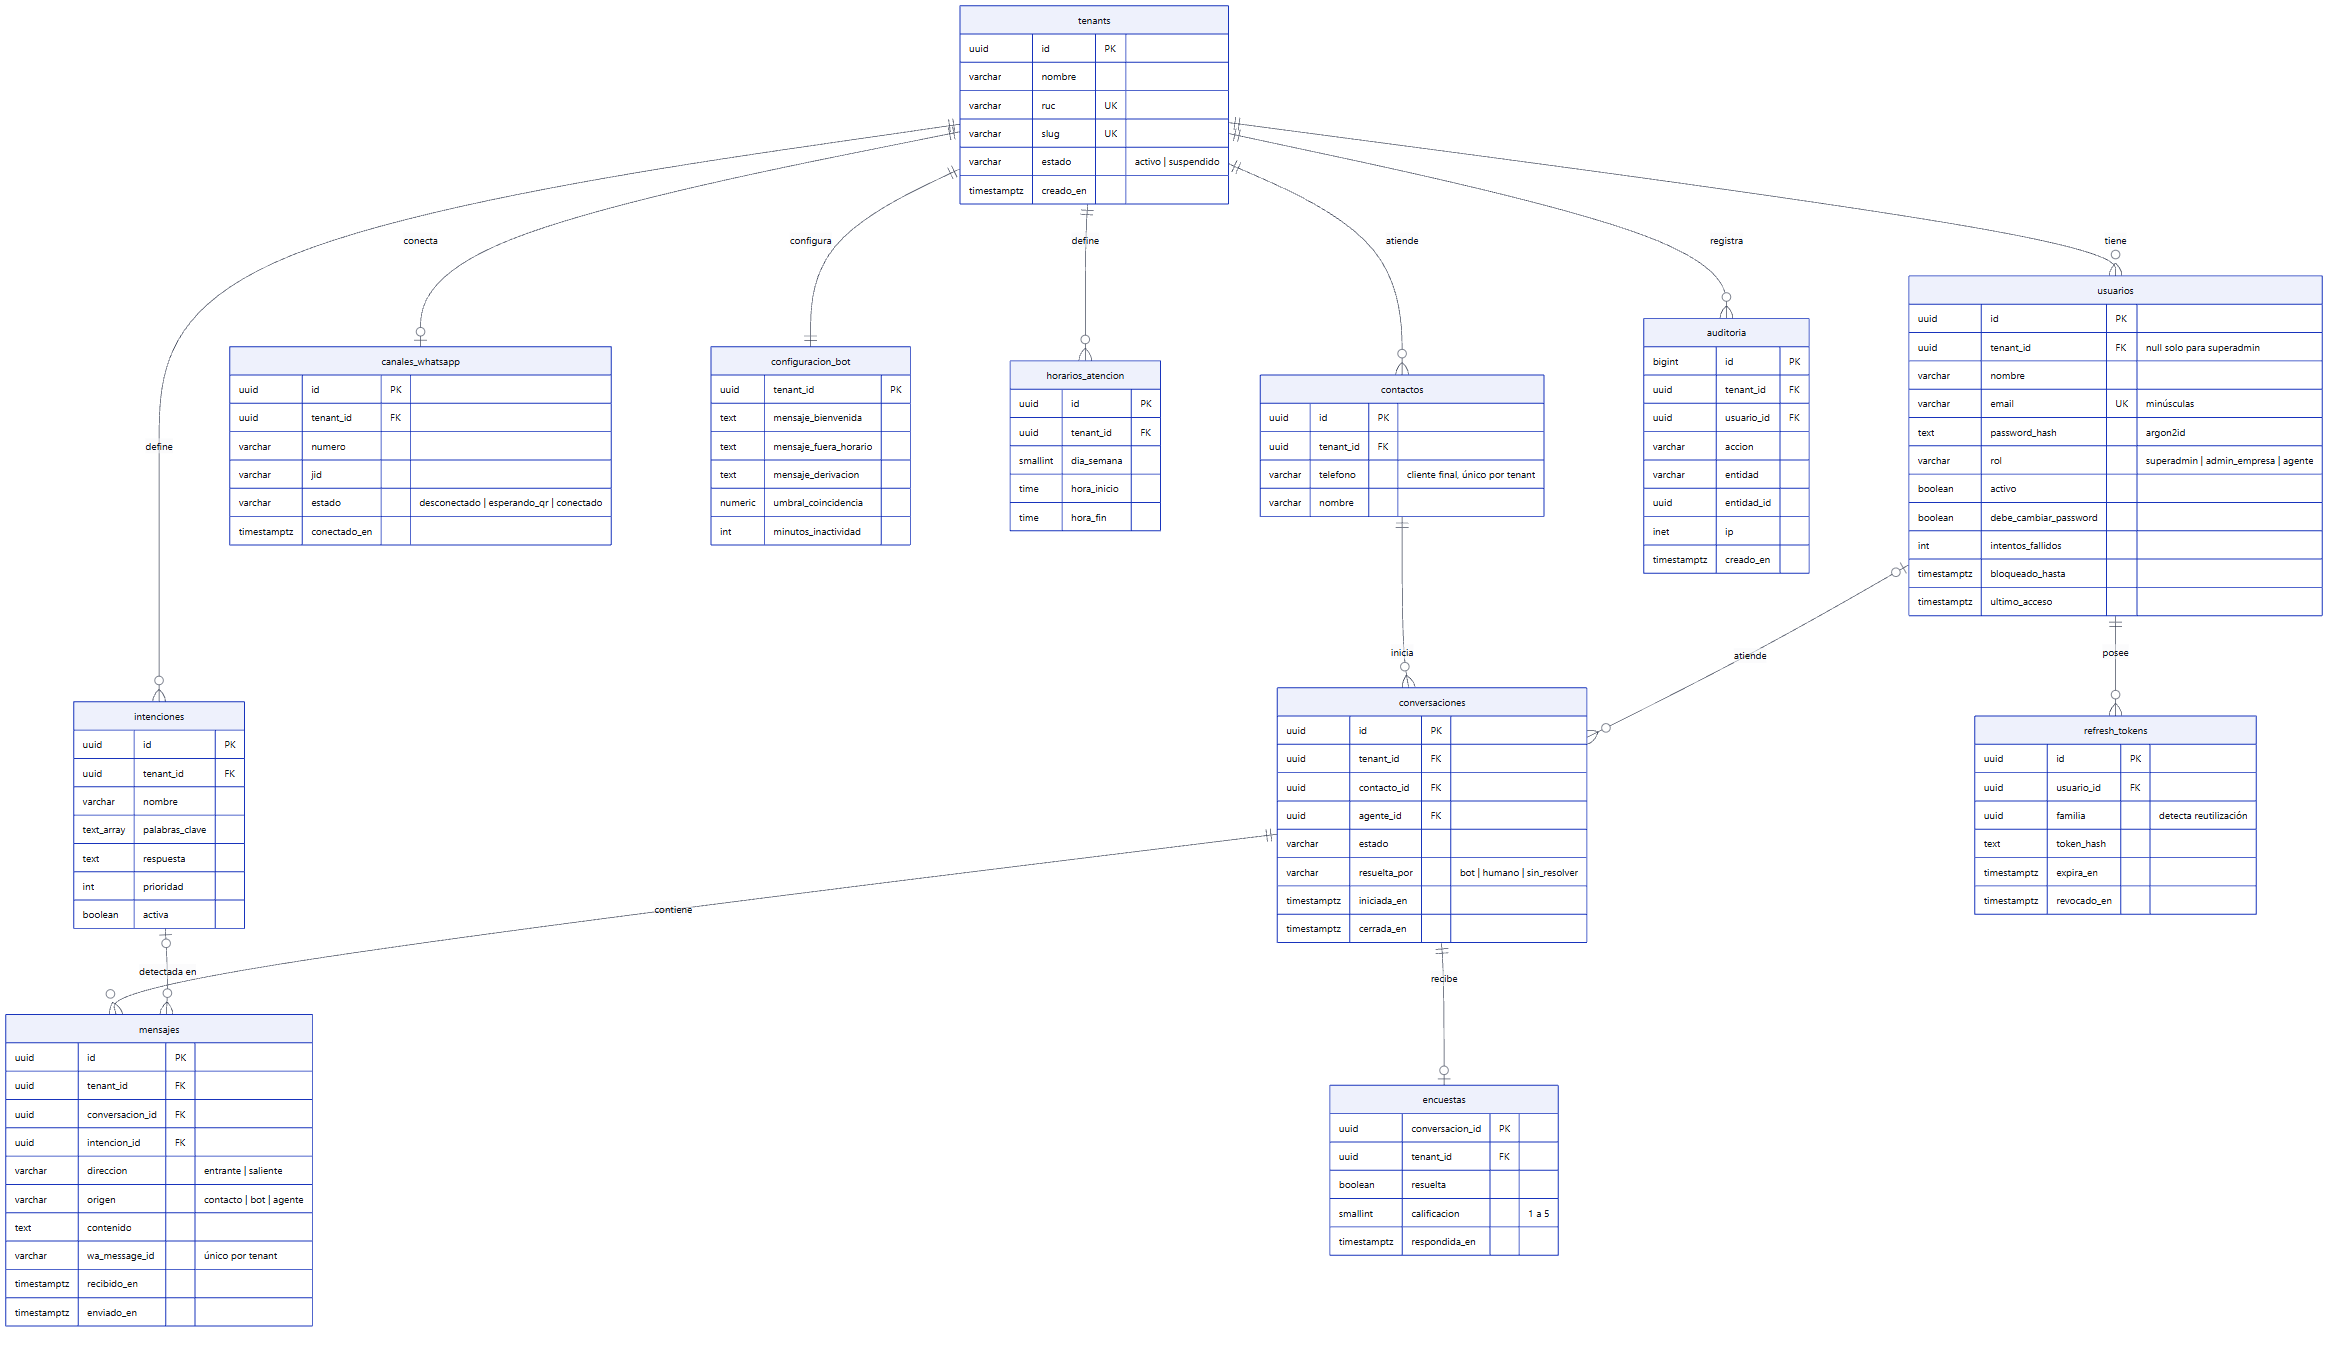 tenants
uuid id PK
varchar nombre
varchar ruc UK
varchar slug UK
varchar estado activo | suspendido
timestamptz creado_en
conecta
configura
define
atiende
registra
tiene
define
canales_whatsapp
uuid id PK
uuid tenant_id FK
varchar numero
varchar jid
varchar estado desconectado | esperando_qr | conectado
timestamptz conectado_en
configuracion_bot
uuid tenant_id PK
text mensaje_bienvenida
text mensaje_fuera_horario
text mensaje_derivacion
numeric umbral_coincidencia
int minutos_inactividad
horarios_atencion
uuid id PK
uuid tenant_id FK
smallint dia_semana
time hora_inicio
time hora_fin
contactos
uuid id PK
uuid tenant_id FK
varchar telefono cliente final, único por tenant
varchar nombre
auditoria
bigint id PK
uuid tenant_id FK
uuid usuario_id FK
varchar accion
varchar entidad
uuid entidad_id
inet ip
timestamptz creado_en
usuarios
uuid id PK
uuid tenant_id FK null solo para superadmin
varchar nombre
varchar email UK minúsculas
text password_hash argon2id
varchar rol superadmin | admin_empresa | agente
boolean activo
boolean debe_cambiar_password
int intentos_fallidos
timestamptz bloqueado_hasta
timestamptz ultimo_acceso
inicia
atiende
posee
intenciones
uuid id PK
uuid tenant_id FK
varchar nombre
text_array palabras_clave
text respuesta
int prioridad
boolean activa
conversaciones
uuid id PK
uuid tenant_id FK
uuid contacto_id FK
uuid agente_id FK
varchar estado
varchar resuelta_por bot | humano | sin_resolver
timestamptz iniciada_en
timestamptz cerrada_en
refresh_tokens
uuid id PK
uuid usuario_id FK
uuid familia detecta reutilización
text token_hash
timestamptz expira_en
timestamptz revocado_en
contiene
detectada en
recibe
mensajes
uuid id PK
uuid tenant_id FK
uuid conversacion_id FK
uuid intencion_id FK
varchar direccion entrante | saliente
varchar origen contacto | bot | agente
text contenido
varchar wa_message_id único por tenant
timestamptz recibido_en
timestamptz enviado_en
encuestas
uuid conversacion_id PK
uuid tenant_id FK
boolean resuelta
smallint calificacion 1 a 5
timestamptz respondida_en